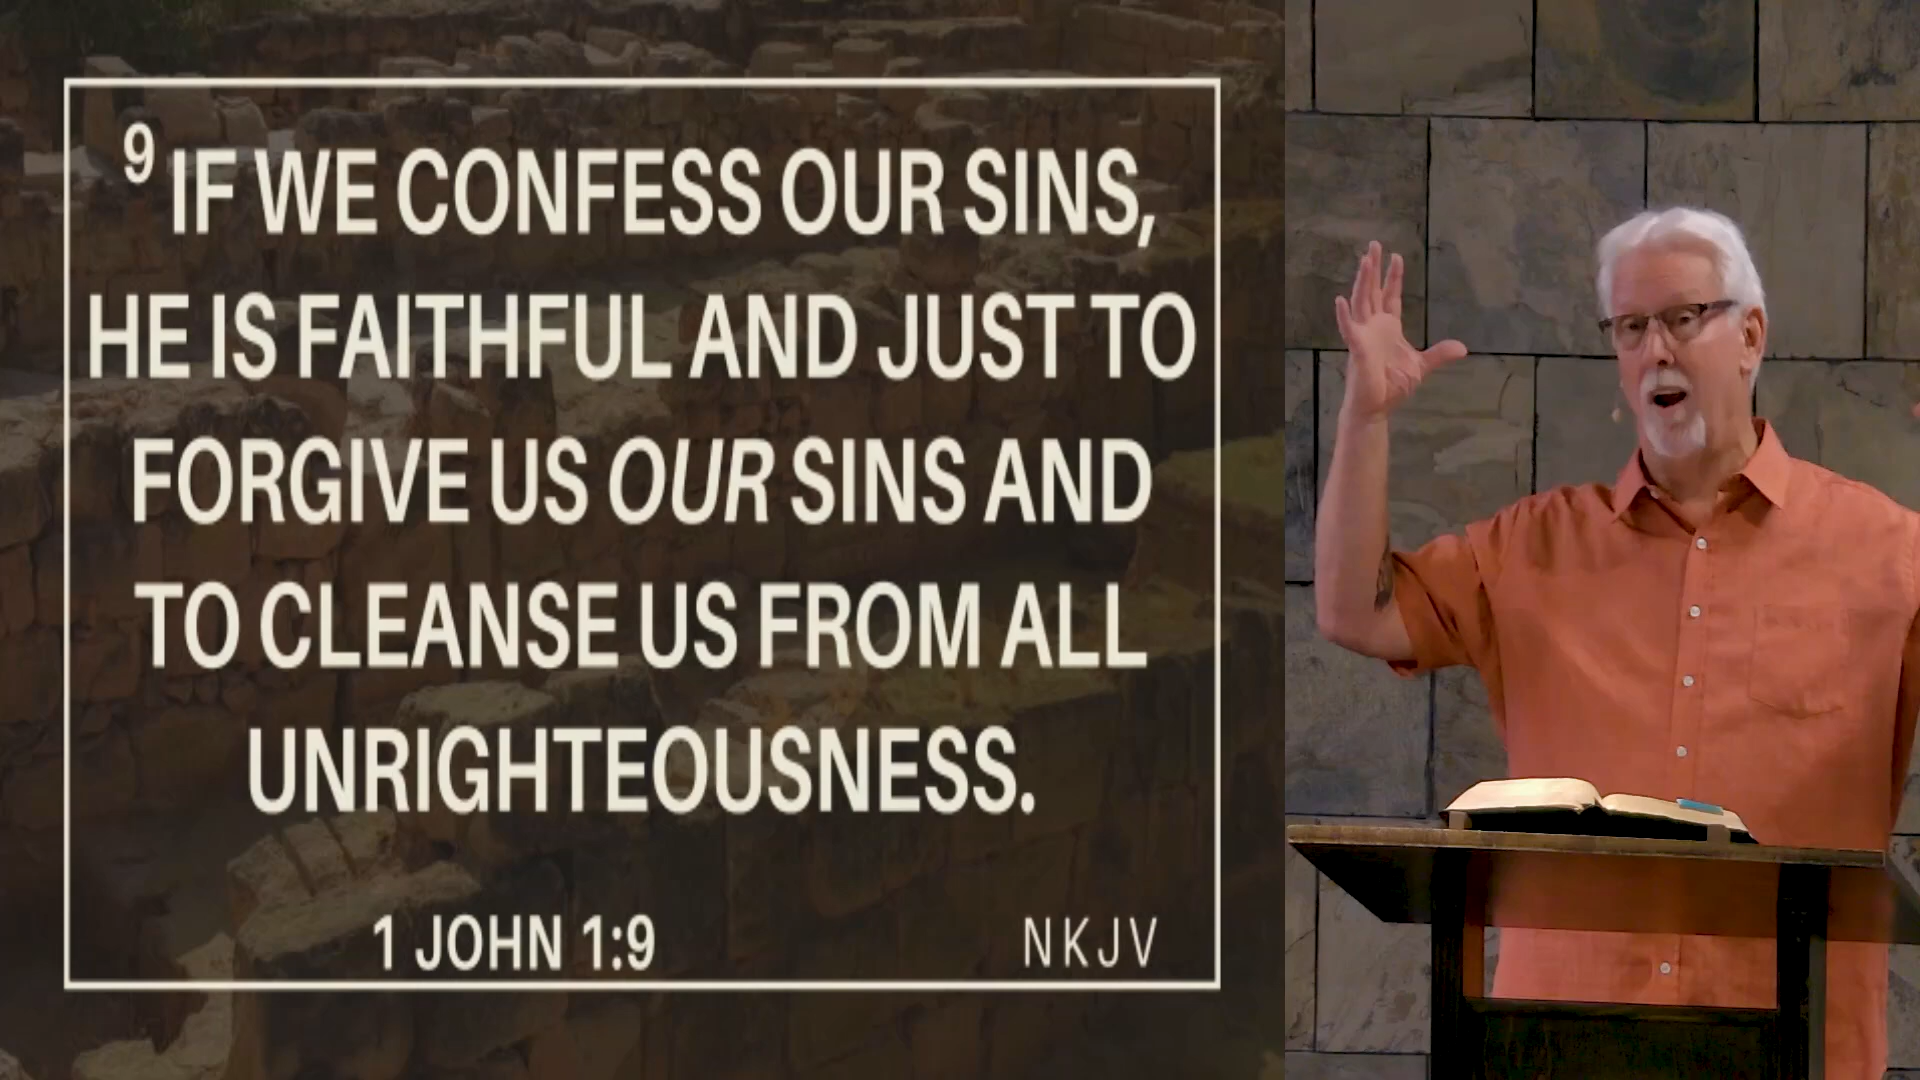 9 IF WE CONFESS OUR SINS,
HE IS FAITHFUL AND JUST TO
FORGIVE US OUR SINS AND
TO CLEANSE US FROM ALL
UNRIGHTEOUSNESS.
1 JOHN 1:9 NKJV